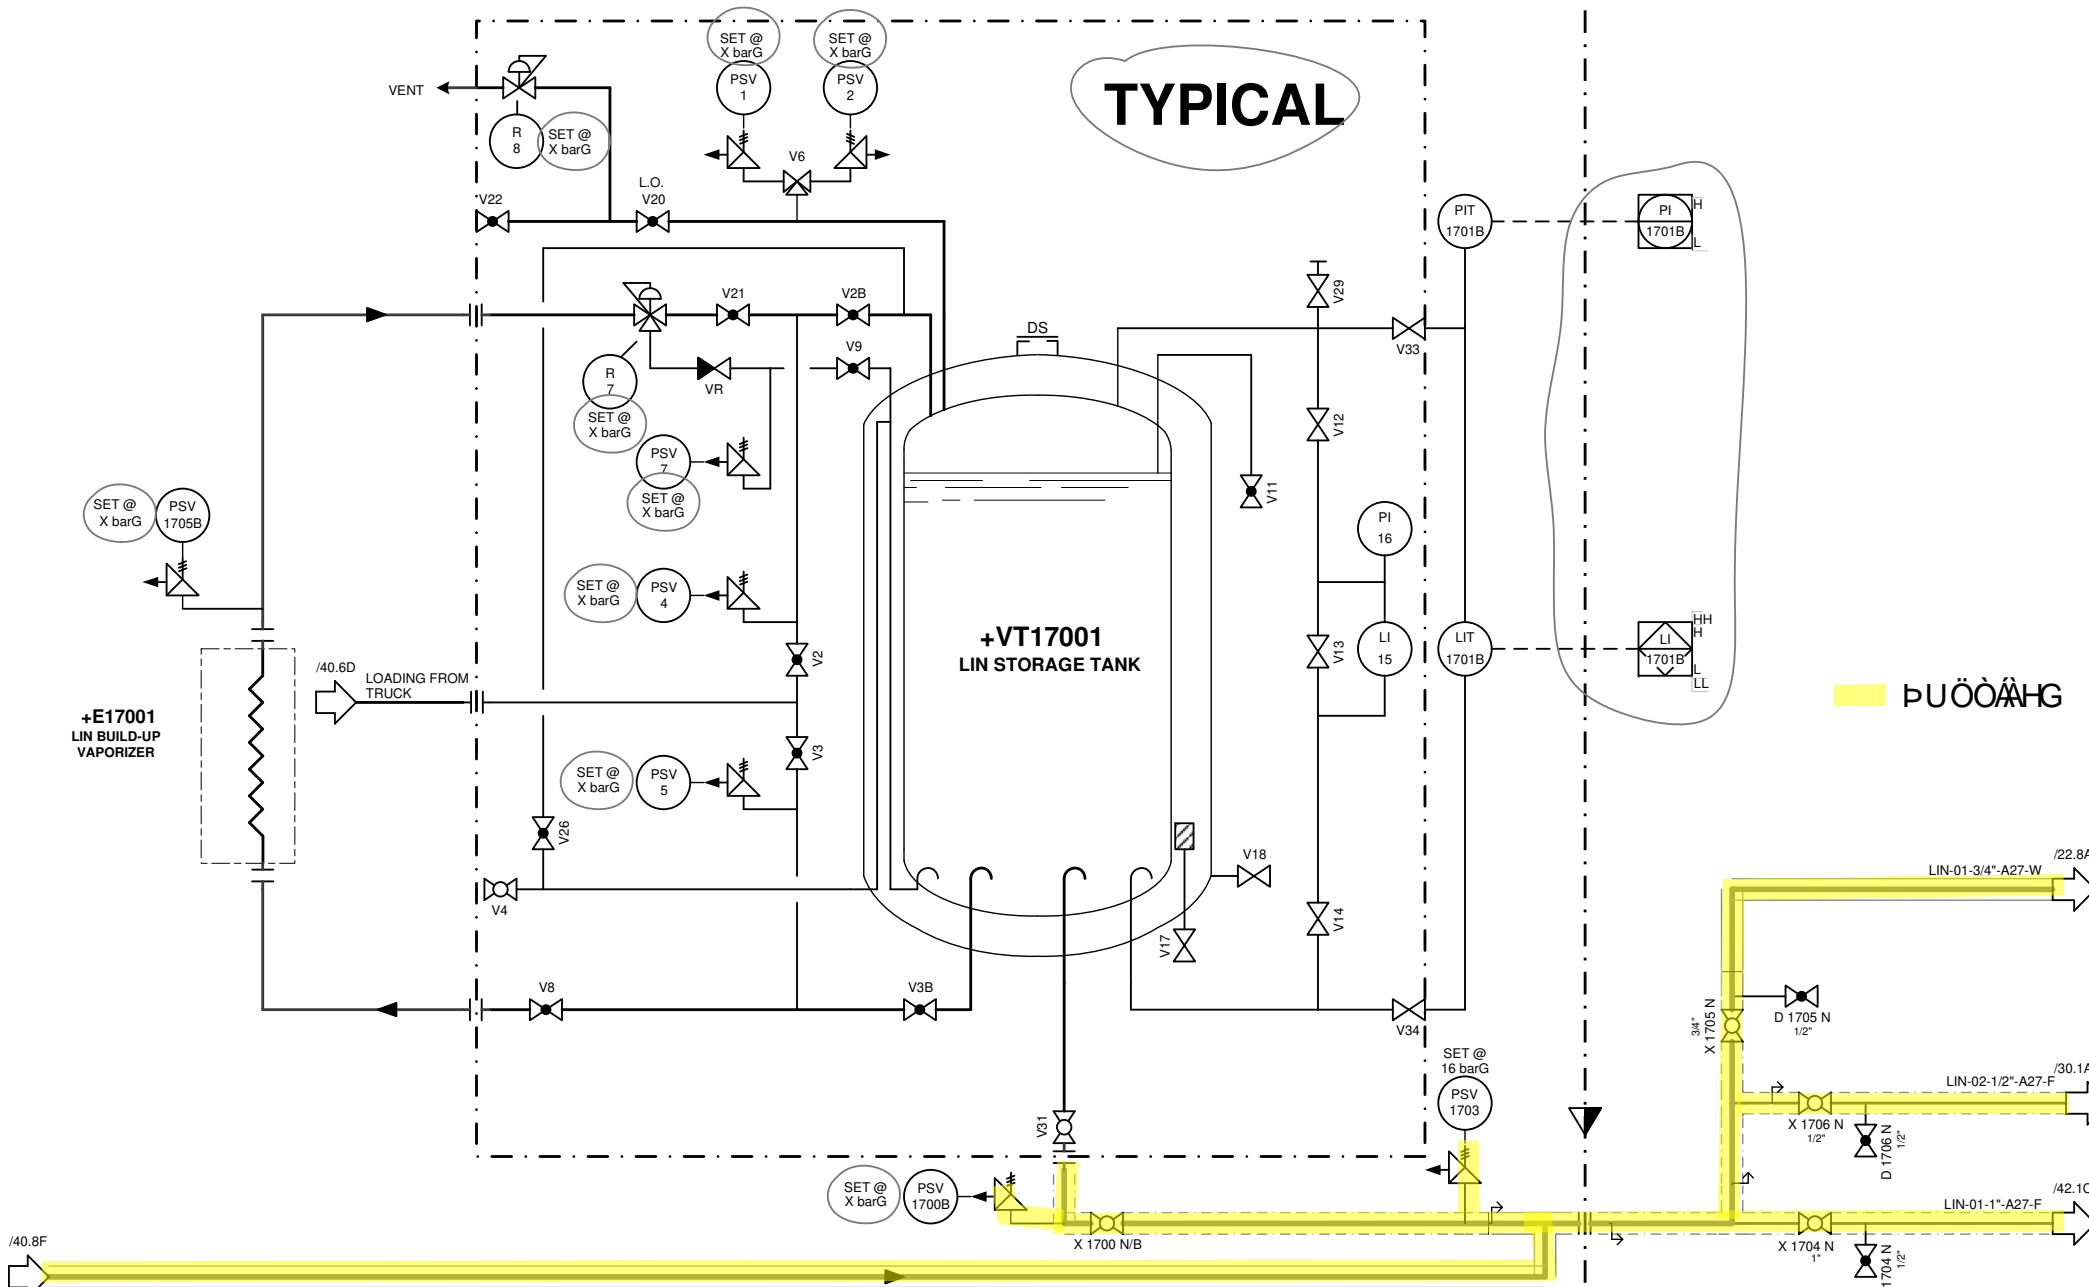 SET @
X barG
SET @
X barG
PSV
1
PSV
2
TYPICAL
VENT
R
8
SET @
X barG
V6
L.O.
V20
V22
PIT
1701B
PI
1701B
H
L
V21
V2B
V29
DS
V9
V33
R
7
VR
SET @
X barG
V12
PSV
7
SET @
X barG
V11
SET @
X barG
PSV
1705B
PI
16
SET @
X barG
PSV
4
+VT17001
LIN STORAGE TANK
V2
V13
LI
15
LIT
1701B
LI
1701B
HH
H
L
LL
/40.6D
LOADING FROM
TRUCK
ÞUÖÒÁÄHG
+E17001
LIN BUILD-UP
VAPORIZER
V3
SET @
X barG
PSV
5
V26
V18
V4
V14
V17
/22.8A
LIN-01-3/4"-A27-W
V8
V3B
V34
X 1705 N
3/4"
D 1705 N
1/2"
SET @
16 barG
PSV
1703
V31
/30.1A
LIN-02-1/2"-A27-F
X 1706 N
1/2"
D 1706 N
1/2"
SET @
X barG
PSV
1700B
X 1700 N/B
LIN-01-1"-A27-F
X 1704 N
1"
1704 N
1/2"
/40.8F